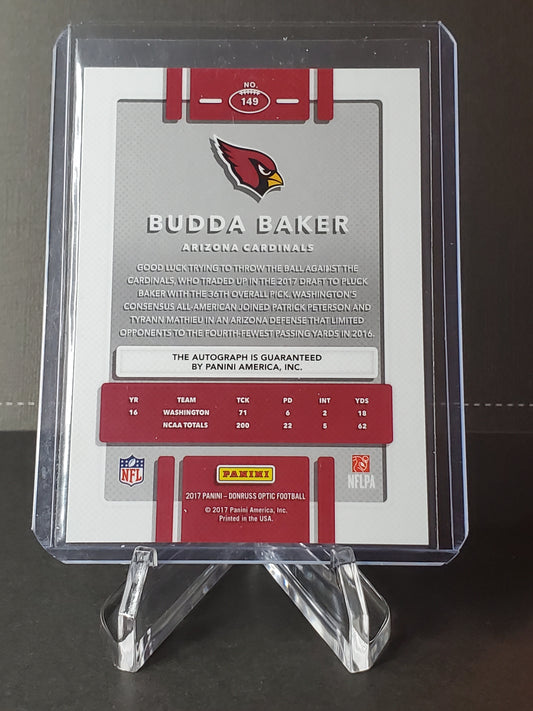 NO.
149
BUDDA BAKER
ARIZONA CARDINALS
GOOD LUCK TRYING TO THROW THE BALL AGAINST THE
CARDINALS, WHO TRADED UP IN THE 2017 DRAFT TO PLUCK
BAKER WITH THE 36TH OVERALL PICK. WASHINGTON'S
CONSENSUS ALL-AMERICAN JOINED PATRICK PETERSON AND
TYRANN MATHIEU IN AN ARIZONA DEFENSE THAT LIMITED
OPPONENTS TO THE FOURTH-FEWEST PASSING YARDS IN 2016.
THE AUTOGRAPH IS GUARANTEED
BY PANINI AMERICA, INC.
YR TEAM TCK PD INT YDS
16 WASHINGTON 71 6 2 18
NCAA TOTALS 200 22 5 62
NFL PANINI NFLPA
2017 PANINI – DONRUSS OPTIC FOOTBALL
© 2017 Panini America, Inc.
Printed in the USA.